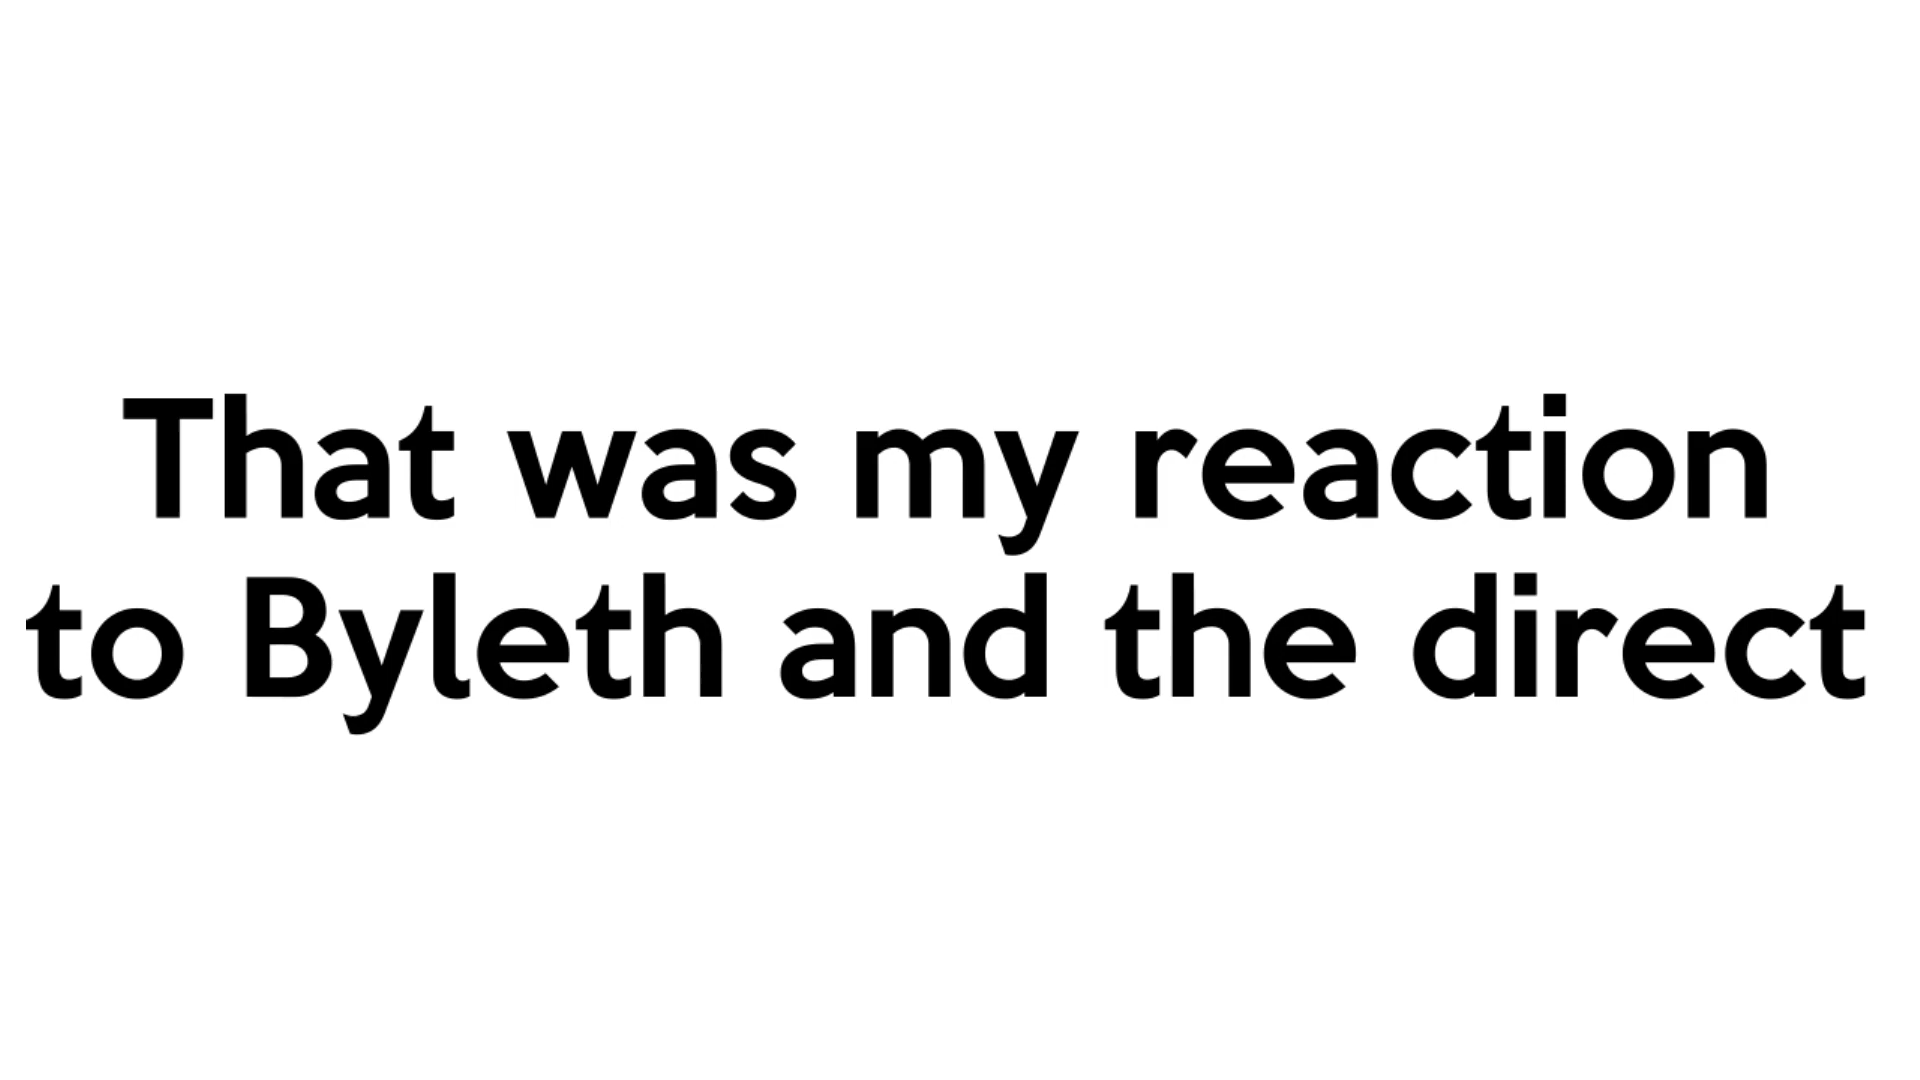 That was my reaction
to Byleth and the direct